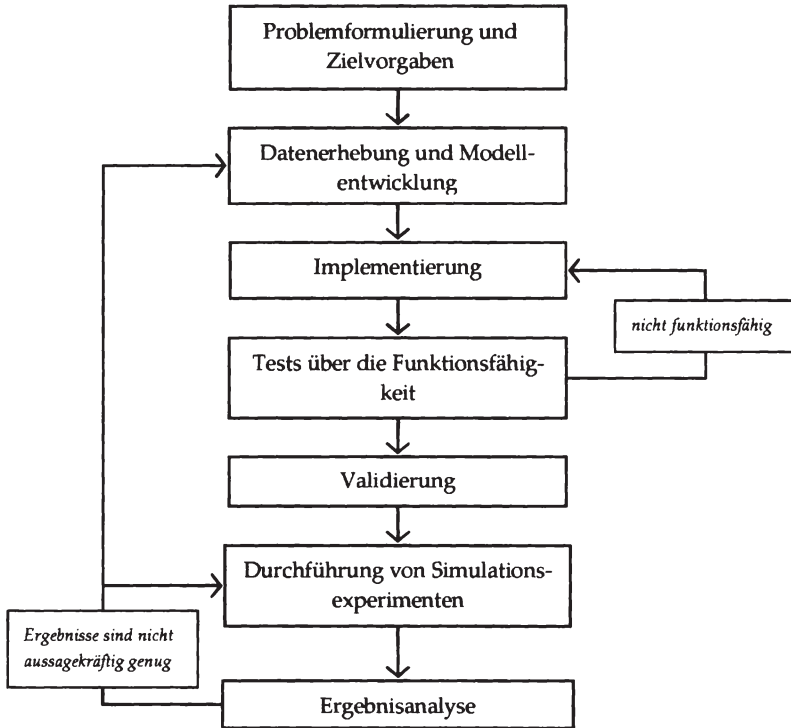 Problemformulierung und
Zielvorgaben
Datenerhebung und Modell-
entwicklung
Implementierung
nicht funktionsfähig
Tests über die Funktionsfähig-
keit
Validierung
Durchführung von Simulations-
experimenten
Ergebnisse sind nicht
aussagekräftig genug
Ergebnisanalyse